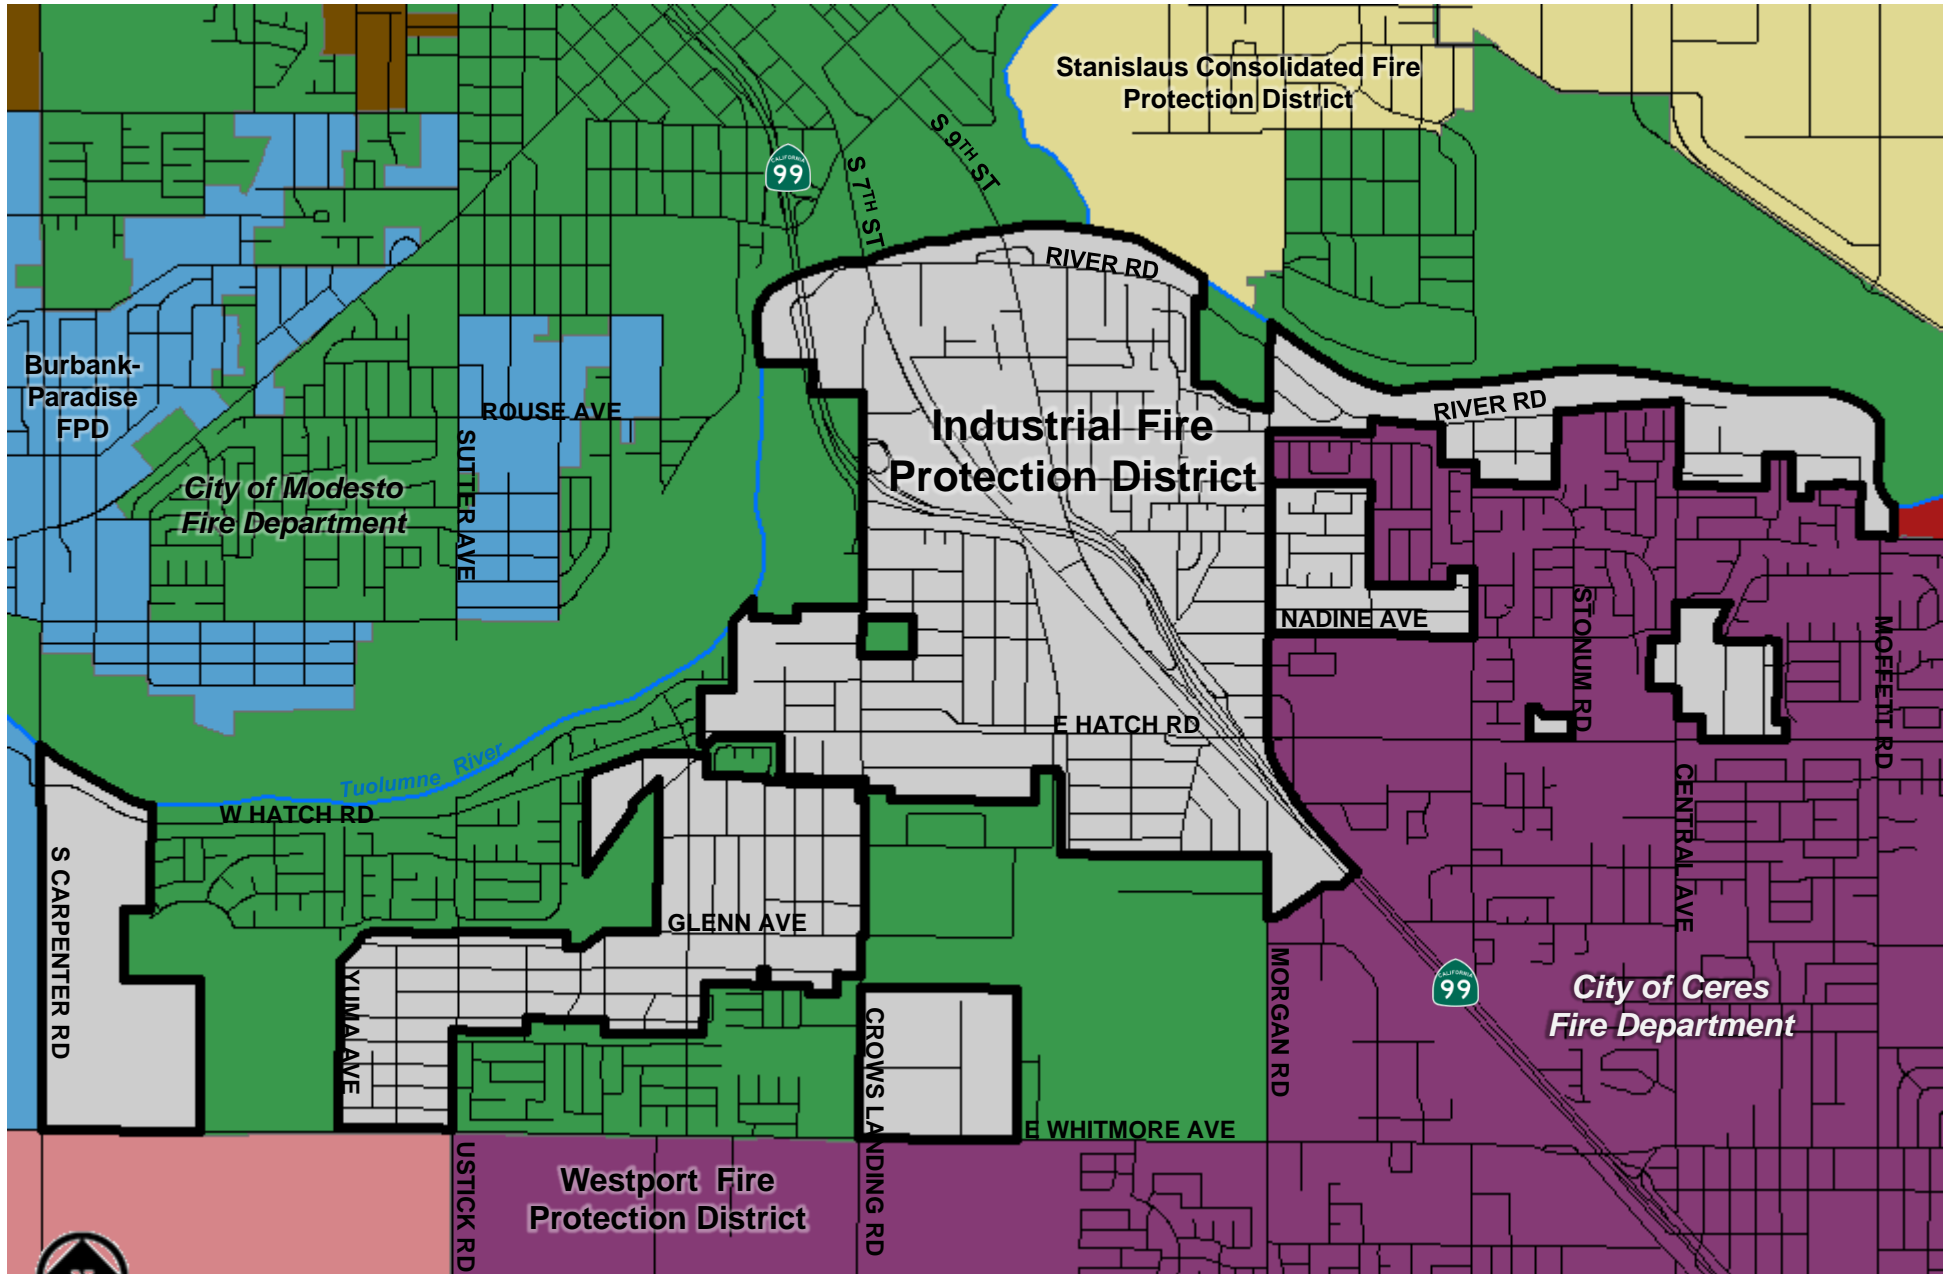 Stanislaus Consolidated Fire
Protection District
S 9TH ST
CALIFORNIA
99
S 7TH ST
RIVER RD
Burbank-
Paradise
FPD
ROUSE AVE
RIVER RD
Industrial Fire
Protection District
SUTTER AVE
City of Modesto
Fire Department
NADINE AVE
STONUM RD
MOFFETT RD
E HATCH RD
Tuolumne River
W HATCH RD
CENTRAL AVE
S CARPENTER RD
GLENN AVE
YUMA AVE
MORGAN RD
CALIFORNIA
99
City of Ceres
Fire Department
CROWS LANDING RD
E WHITMORE AVE
USTICK RD
Westport Fire
Protection District